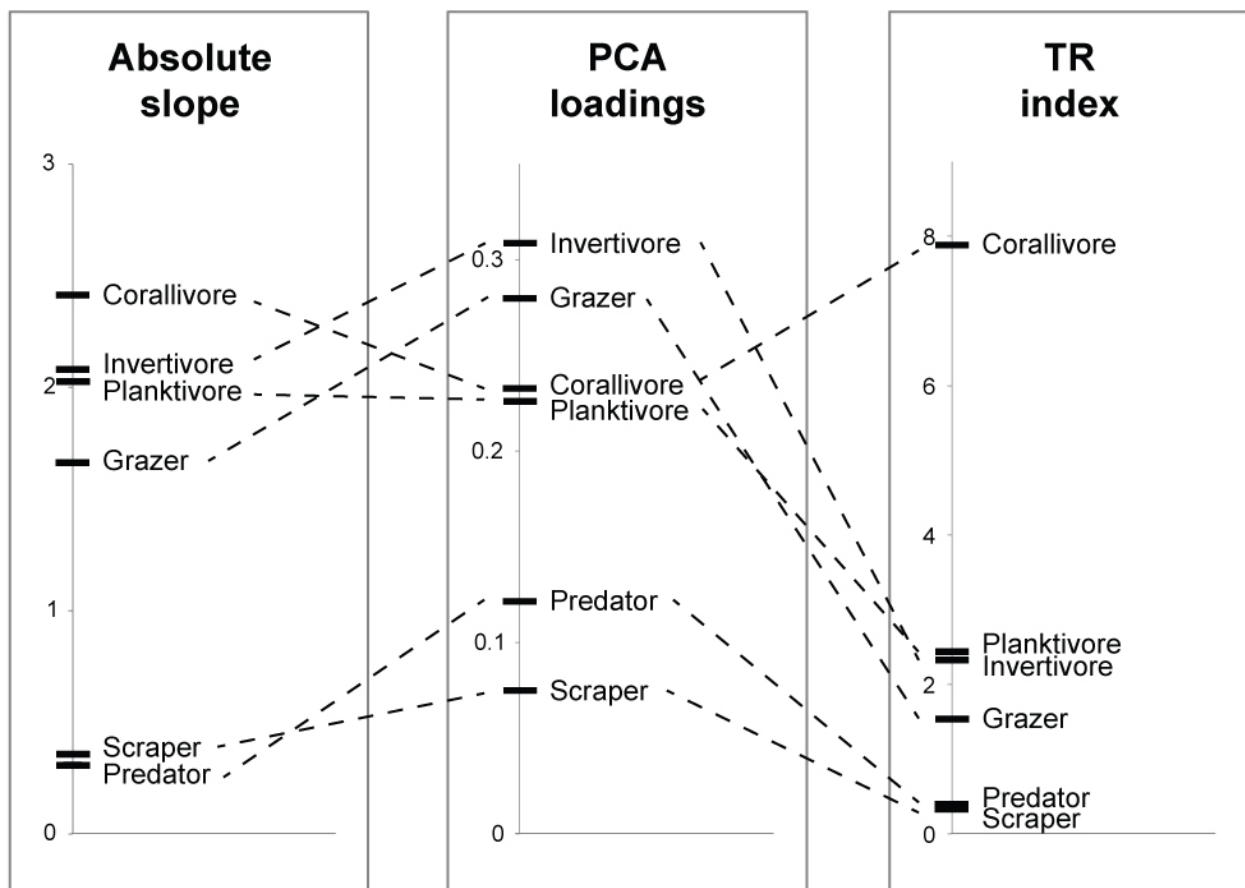 Absolute
slope
3
Corallivore
Invertivore
2
Planktivore
Grazer
1
Scraper
Predator
0
PCA
loadings
Invertivore
0.3
Grazer
Corallivore
Planktivore
0.2
Predator
0.1
Scraper
0
TR
index
8
Corallivore
6
4
Planktivore
Invertivore
2
Grazer
Predator
Scraper
0